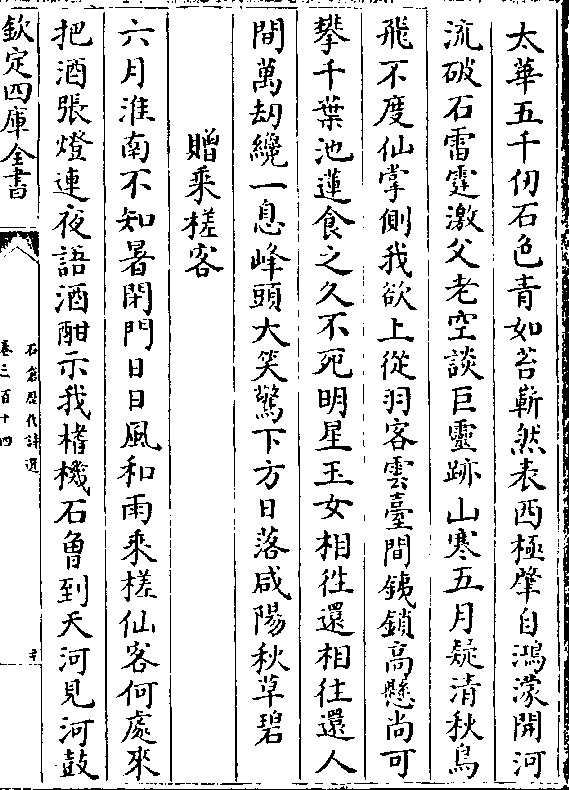 太華五千仞石色青如苔嶄然表西極肇自鴻濛開河
流破石雷霆激父老空談巨靈跡山寒五月疑清秋鳥
飛不度仙掌側我欲上從羽客雲臺間鐵鎖高懸尚可
攀千葉池蓮食之久不死明星玉女相徃還相徃還人
間萬刼纔一息峰頭大笑驚下方日落咸陽秋草碧
贈乘槎客
六月淮南不知暑閉門日日風和雨乘槎仙客何處來
把酒張燈連夜語酒酣示我榰機石曾到天河見河鼓
欽定四庫全書
石倉歷代詩選
卷三百十四